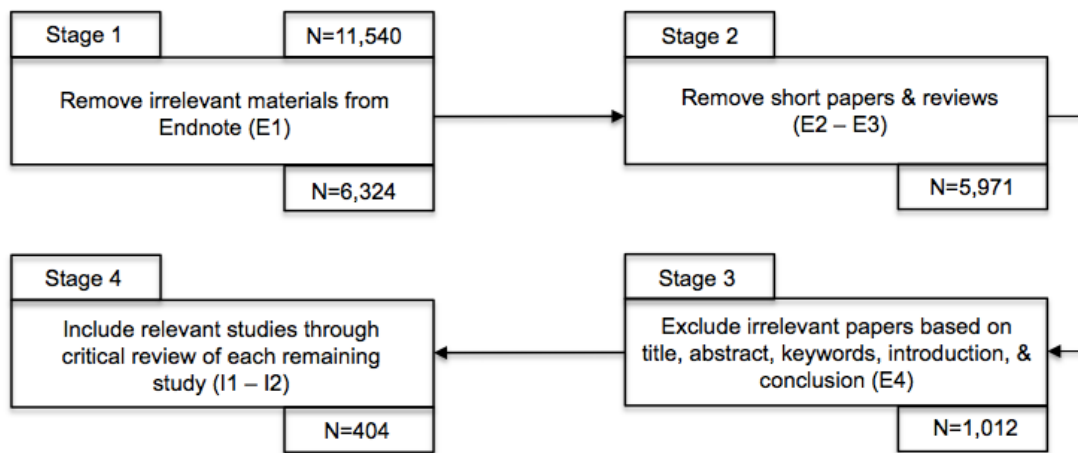 Stage 1
N=11,540
Remove irrelevant materials from
Endnote (E1)
N=6,324
Stage 2
Remove short papers & reviews
(E2 – E3)
N=5,971
Stage 3
Exclude irrelevant papers based on
title, abstract, keywords, introduction, &
conclusion (E4)
N=1,012
Stage 4
Include relevant studies through
critical review of each remaining
study (I1 – I2)
N=404